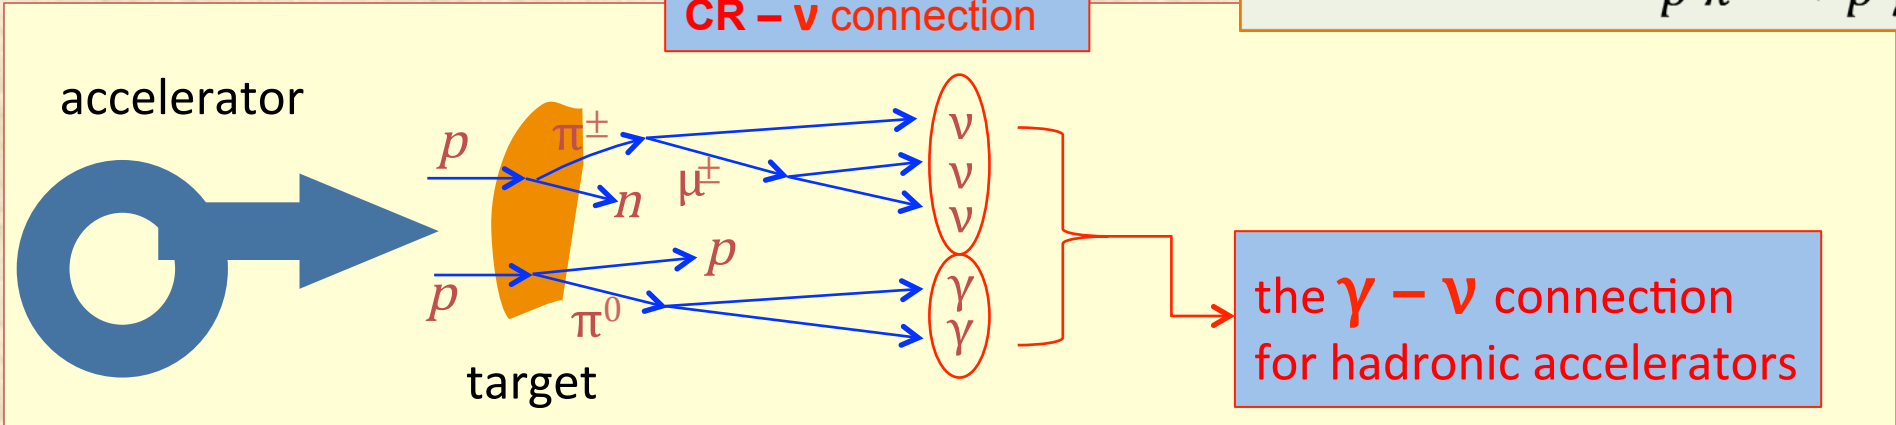 CR – ν connection
accelerator
p
π±
n
μ±
ν
ν
ν
p
p
π⁰
γ
γ
target
the γ – ν connection
for hadronic accelerators